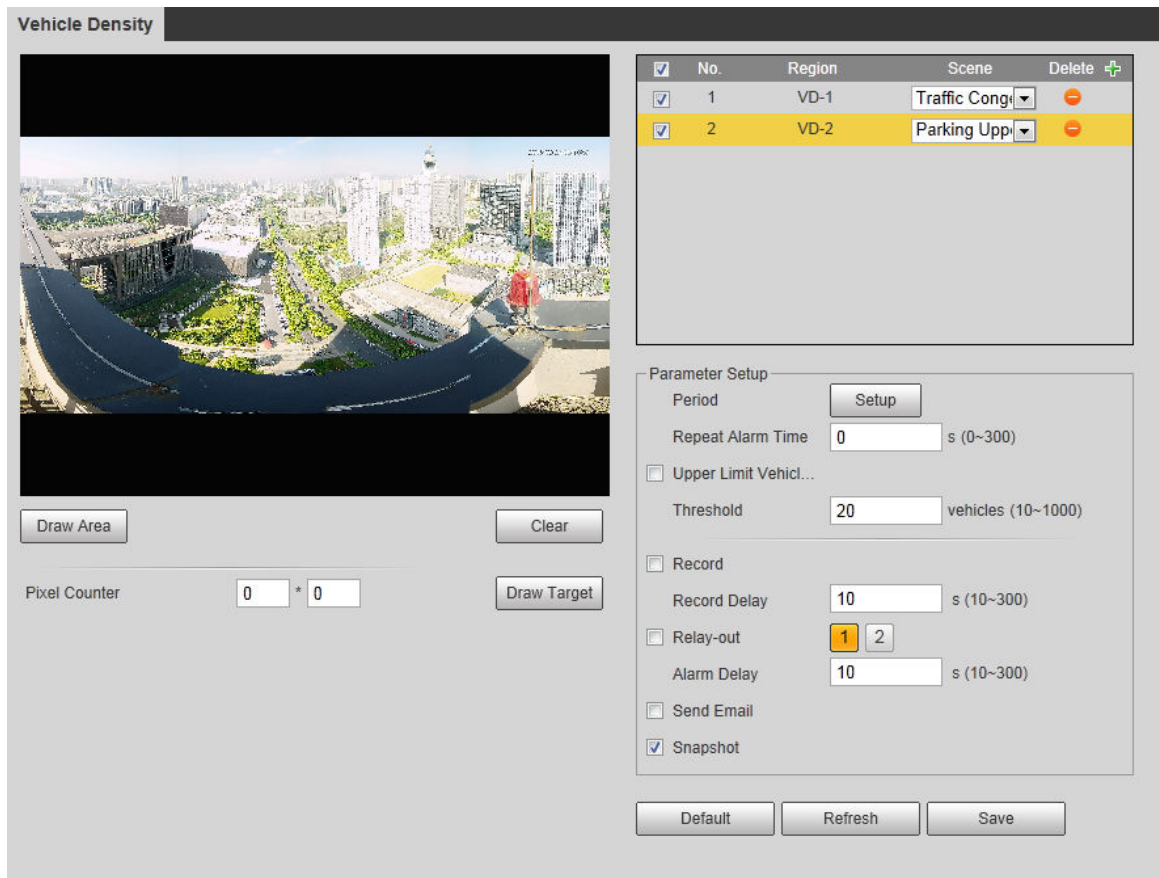 Vehicle Density
No. Region Scene Delete
1 VD-1 Traffic Cong
2 VD-2 Parking Upp
Draw Area Clear
Pixel Counter 0 * 0 Draw Target
Parameter Setup
Period Setup
Repeat Alarm Time 0 s (0~300)
Upper Limit Vehicl...
Threshold 20 vehicles (10~1000)
Record
Record Delay 10 s (10~300)
Relay-out 1 2
Alarm Delay 10 s (10~300)
Send Email
Snapshot
Default Refresh Save